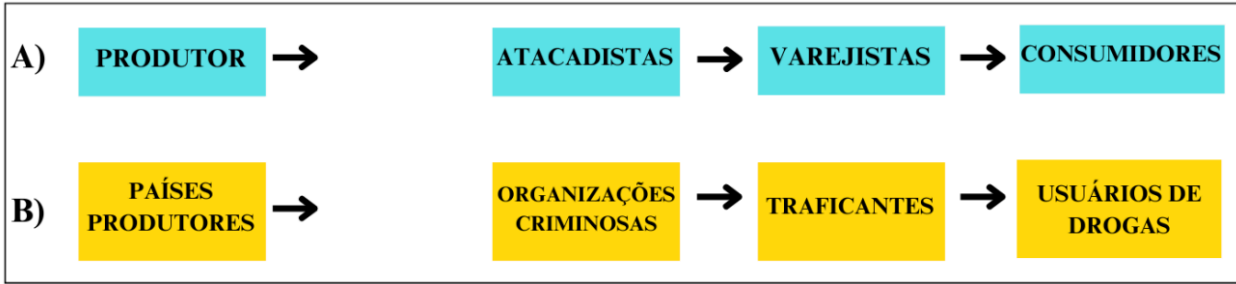 A) PRODUTOR ATACADISTAS VAREJISTAS CONSUMIDORES
B) PAÍSES
PRODUTORES
ORGANIZAÇÕES
CRIMINOSAS
TRAFICANTES
USUÁRIOS DE
DROGAS